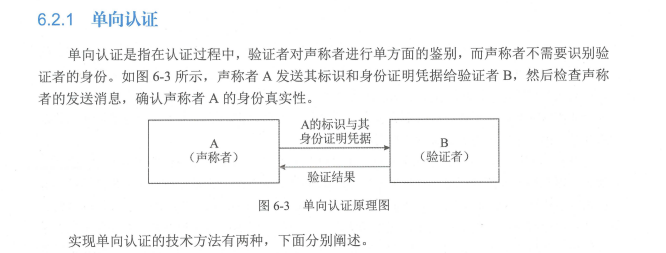 6.2.1 单向认证
单向认证是指在认证过程中，验证者对声称者进行单方面的鉴别，而声称者不需要识别验
证者的身份。如图 6-3 所示，声称者 A 发送其标识和身份证明凭据给验证者 B，然后检查声称
者的发送消息，确认声称者 A 的身份真实性。
A
（声称者）
A的标识与其
身份证明凭据
验证结果
B
（验证者）
图 6-3 单向认证原理图
实现单向认证的技术方法有两种，下面分别阐述。